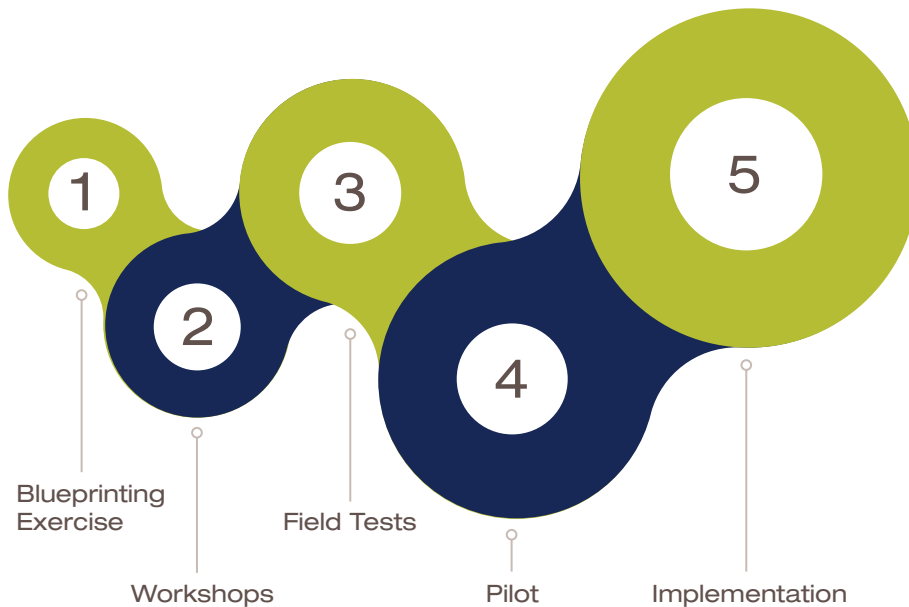 1
2
3
4
5
Blueprinting
Exercise
Workshops
Field Tests
Pilot
Implementation